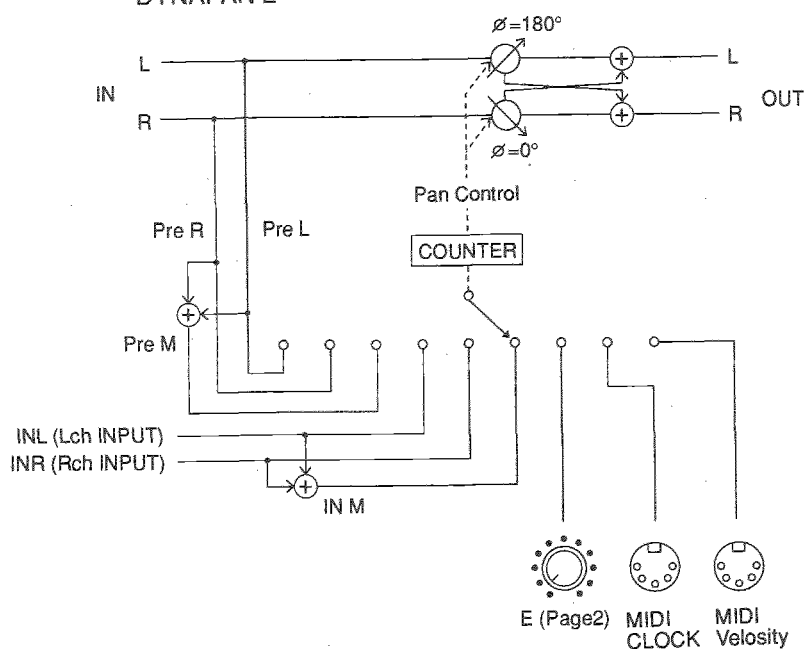 ø=180°
L
L
IN
OUT
R
R
ø=0°
Pan Control
Pre R
Pre L
COUNTER
Pre M
INL (Lch INPUT)
INR (Rch INPUT)
IN M
E (Page2)
MIDI
CLOCK
MIDI
Velosity